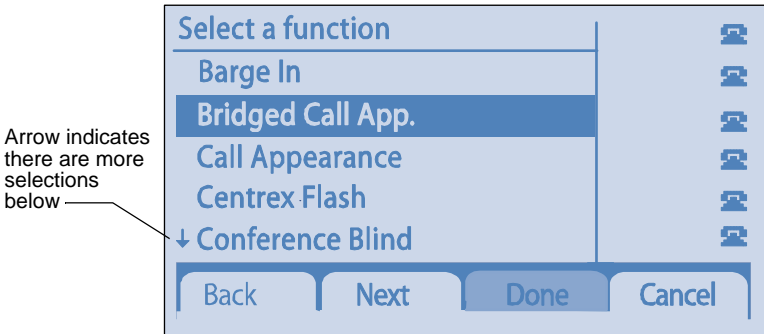 Select a function
Barge In
Bridged Call App.
Call Appearance
Centrex Flash
Conference Blind
Arrow indicates
there are more
selections
below
Back Next Done Cancel